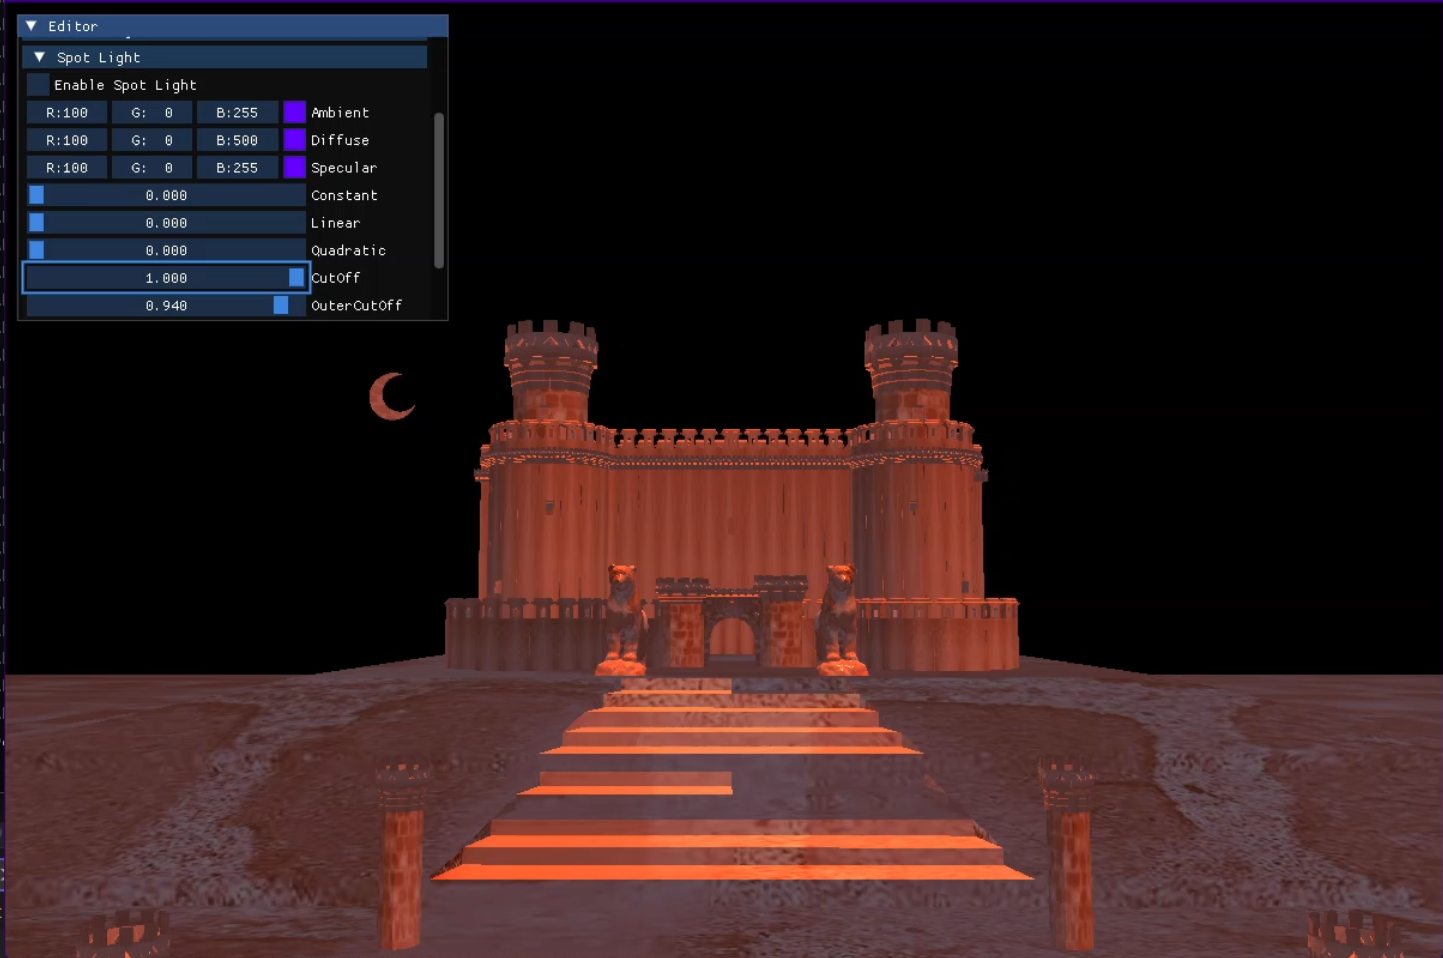 Editor
Spot Light
Enable Spot Light
R:100 G: 0 B:255 Ambient
R:100 G: 0 B:500 Diffuse
R:100 G: 0 B:255 Specular
0.000 Constant
0.000 Linear
0.000 Quadratic
1.000 CutOff
0.940 OuterCutOff